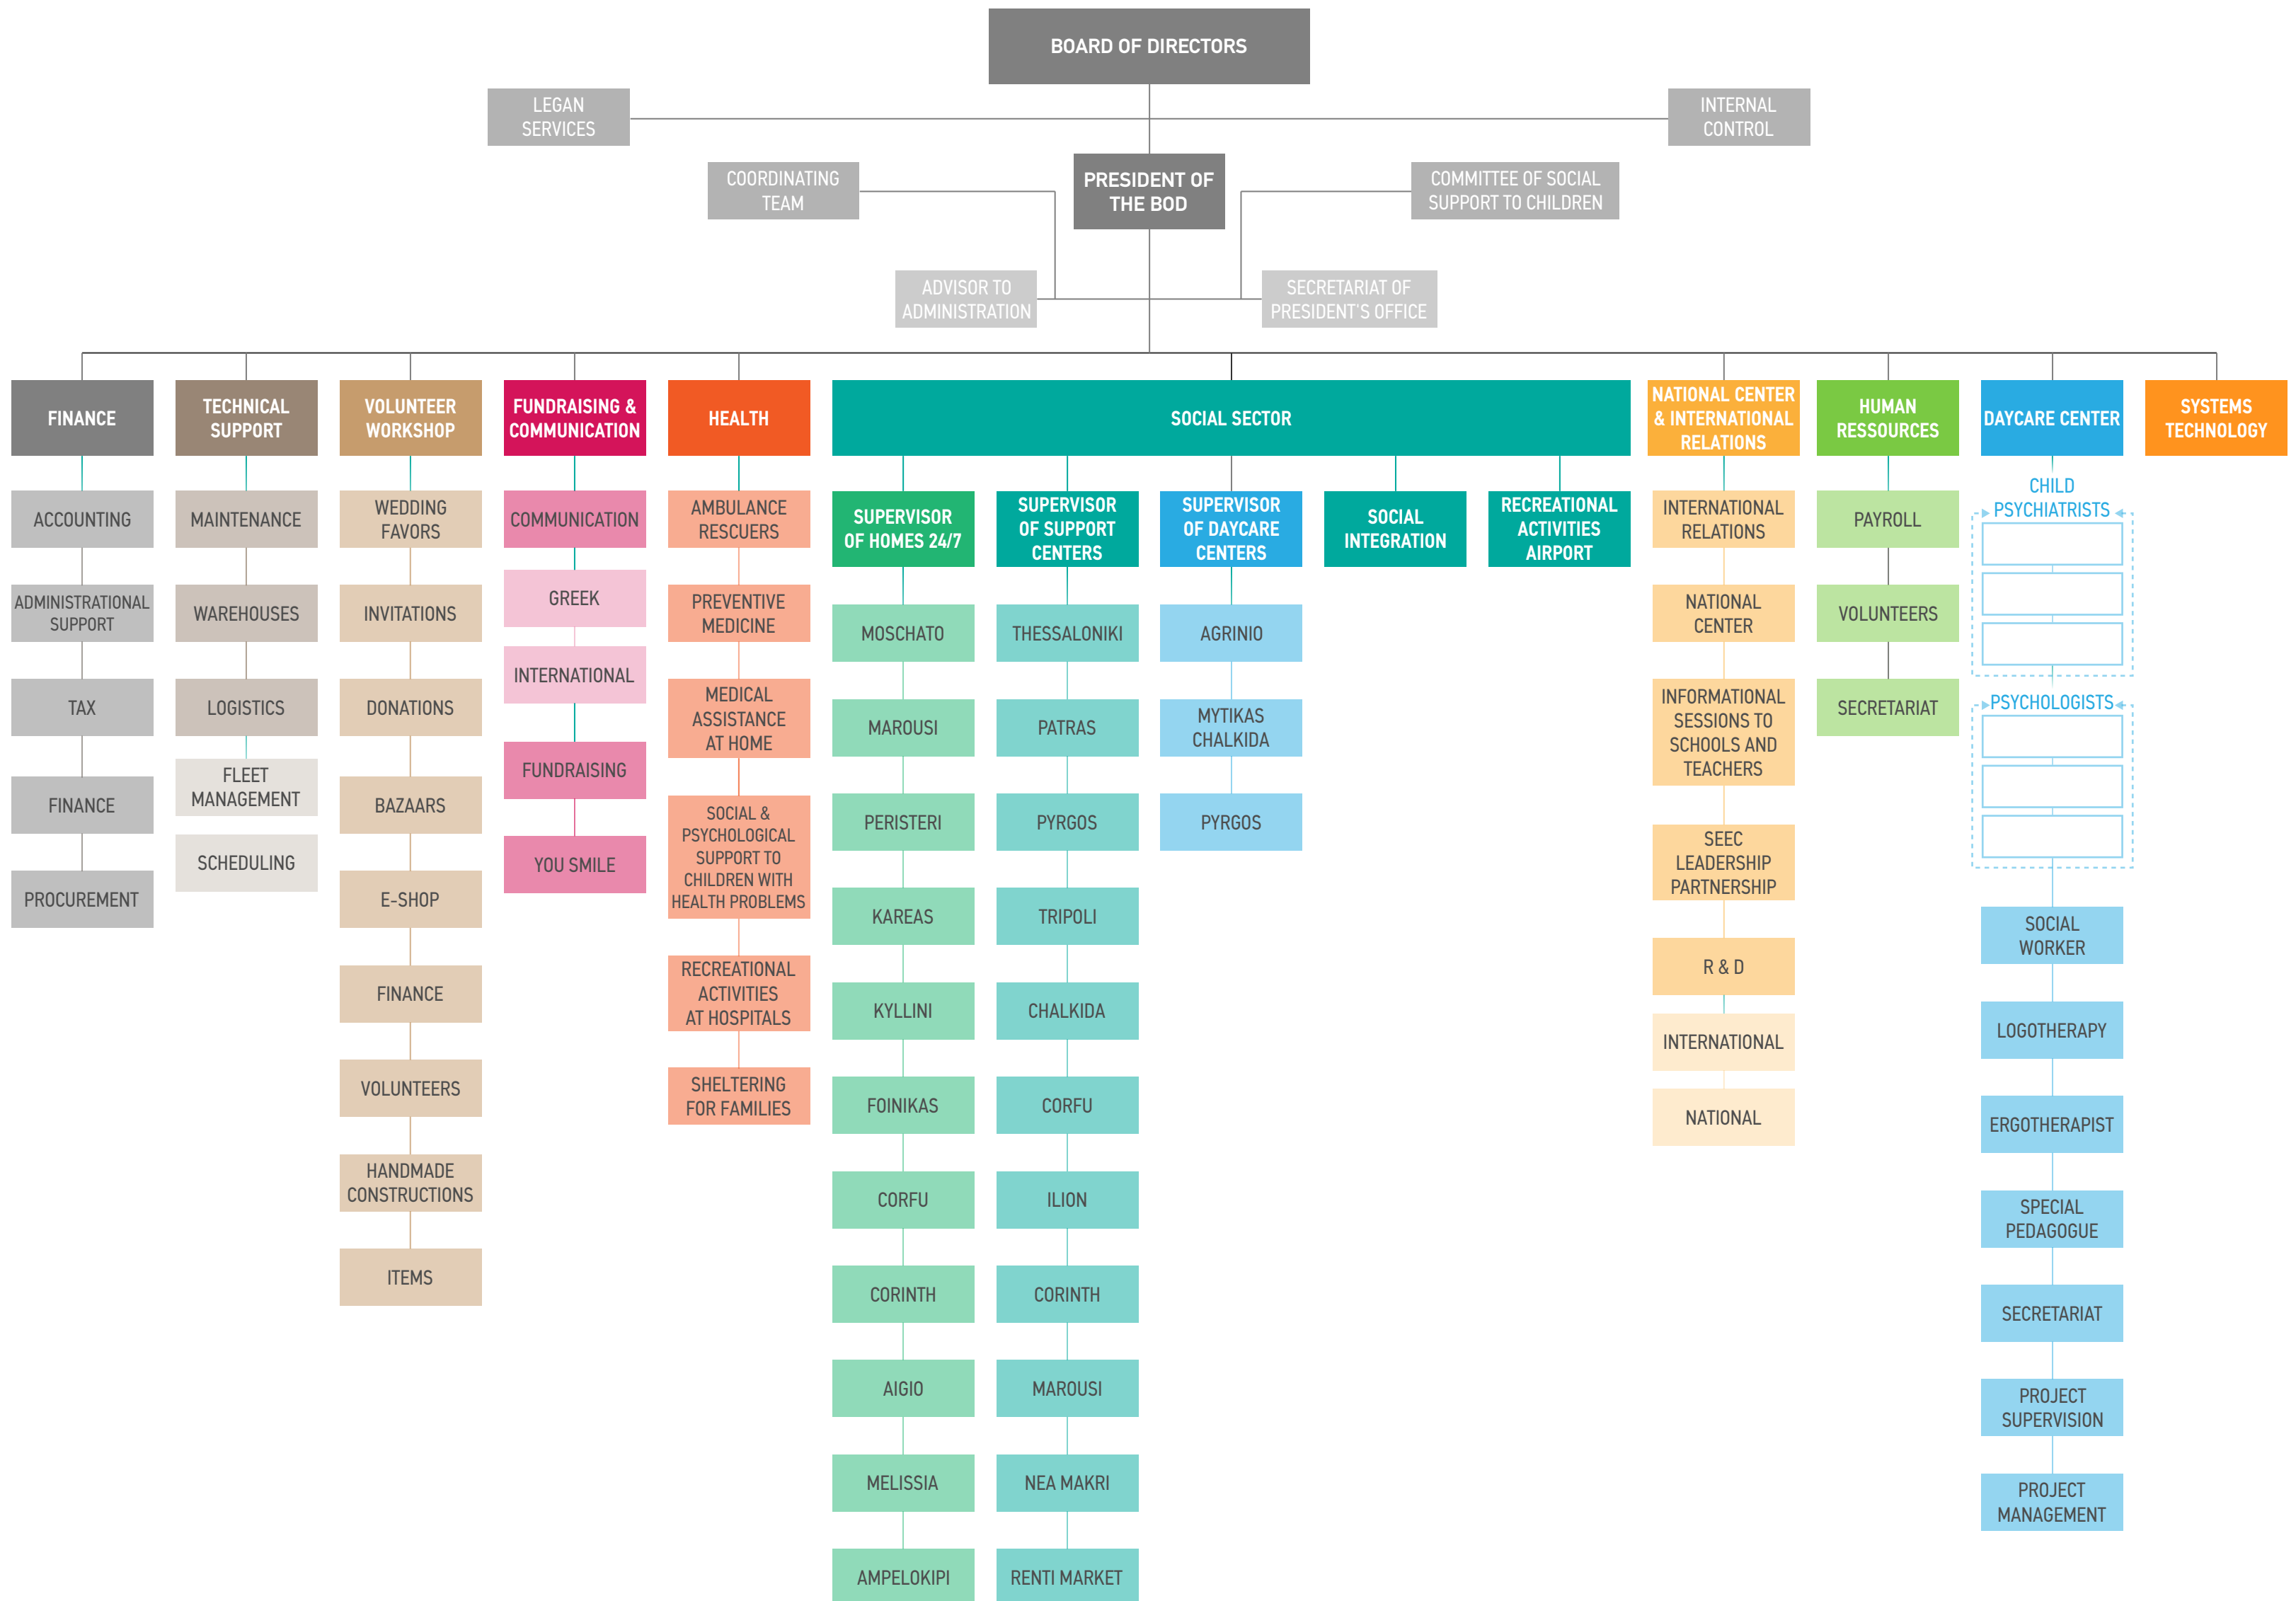 BOARD OF DIRECTORS
LEGAN
SERVICES
INTERNAL
CONTROL
PRESIDENT OF
THE BOD
COORDINATING
TEAM
COMMITTEE OF SOCIAL
SUPPORT TO CHILDREN
ADVISOR TO
ADMINISTRATION
SECRETARIAT OF
PRESIDENT'S OFFICE
FINANCE
ACCOUNTING
ADMINISTRATIONAL
SUPPORT
TAX
FINANCE
PROCUREMENT
TECHNICAL
SUPPORT
MAINTENANCE
WAREHOUSES
LOGISTICS
FLEET
MANAGEMENT
SCHEDULING
VOLUNTEER
WORKSHOP
WEDDING
FAVORS
INVITATIONS
DONATIONS
BAZAARS
E-SHOP
FINANCE
VOLUNTEERS
HANDMADE
CONSTRUCTIONS
ITEMS
FUNDRAISING &
COMMUNICATION
COMMUNICATION
GREEK
INTERNATIONAL
FUNDRAISING
YOU SMILE
HEALTH
AMBULANCE
RESCUERS
PREVENTIVE
MEDICINE
MEDICAL
ASSISTANCE
AT HOME
SOCIAL &
PSYCHOLOGICAL
SUPPORT TO
CHILDREN WITH
HEALTH PROBLEMS
RECREATIONAL
ACTIVITIES
AT HOSPITALS
SHELTERING
FOR FAMILIES
SOCIAL SECTOR
SUPERVISOR
OF HOMES 24/7
MOSCHATO
MAROUSI
PERISTERI
KAREAS
KYLLINI
FOINIKAS
CORFU
CORINTH
AIGIO
MELISSIA
AMPELOKIPI
SUPERVISOR
OF SUPPORT
CENTERS
THESSALONIKI
PATRAS
PYRGOS
TRIPOLI
CHALKIDA
CORFU
ILION
CORINTH
MAROUSI
NEA MAKRI
RENTI MARKET
SUPERVISOR
OF DAYCARE
CENTERS
AGRINIO
MYTIKAS
CHALKIDA
PYRGOS
SOCIAL
INTEGRATION
RECREATIONAL
ACTIVITIES
AIRPORT
NATIONAL CENTER
& INTERNATIONAL
RELATIONS
INTERNATIONAL
RELATIONS
NATIONAL
CENTER
INFORMATIONAL
SESSIONS TO
SCHOOLS AND
TEACHERS
SEEC
LEADERSHIP
PARTNERSHIP
R & D
INTERNATIONAL
NATIONAL
HUMAN
RESSOURCES
PAYROLL
VOLUNTEERS
SECRETARIAT
DAYCARE CENTER
CHILD
PSYCHIATRISTS
PSYCHOLOGISTS
SOCIAL
WORKER
LOGOTHERAPY
ERGOTHERAPIST
SPECIAL
PEDAGOGUE
SECRETARIAT
PROJECT
SUPERVISION
PROJECT
MANAGEMENT
SYSTEMS
TECHNOLOGY